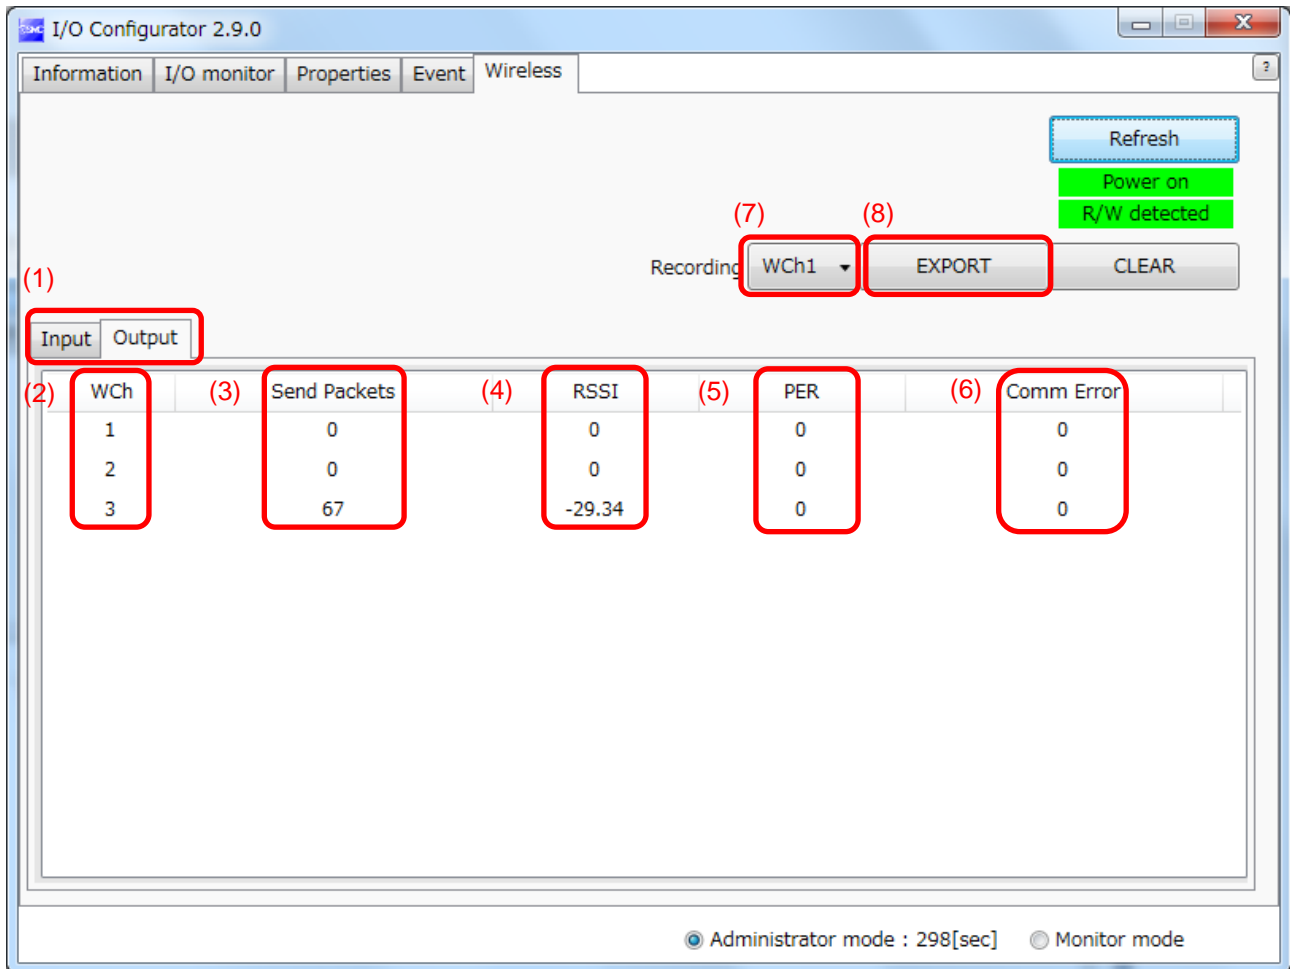 I/O Configurator 2.9.0
Information I/O monitor Properties Event Wireless ?
Refresh
Power on
R/W detected
(7) (8)
Recording WCh1 EXPORT CLEAR
(1)
Input Output
(2) WCh (3) Send Packets (4) RSSI (5) PER (6) Comm Error
1 0 0 0 0
2 0 0 0 0
3 67 -29.34 0 0
Administrator mode : 298[sec] Monitor mode